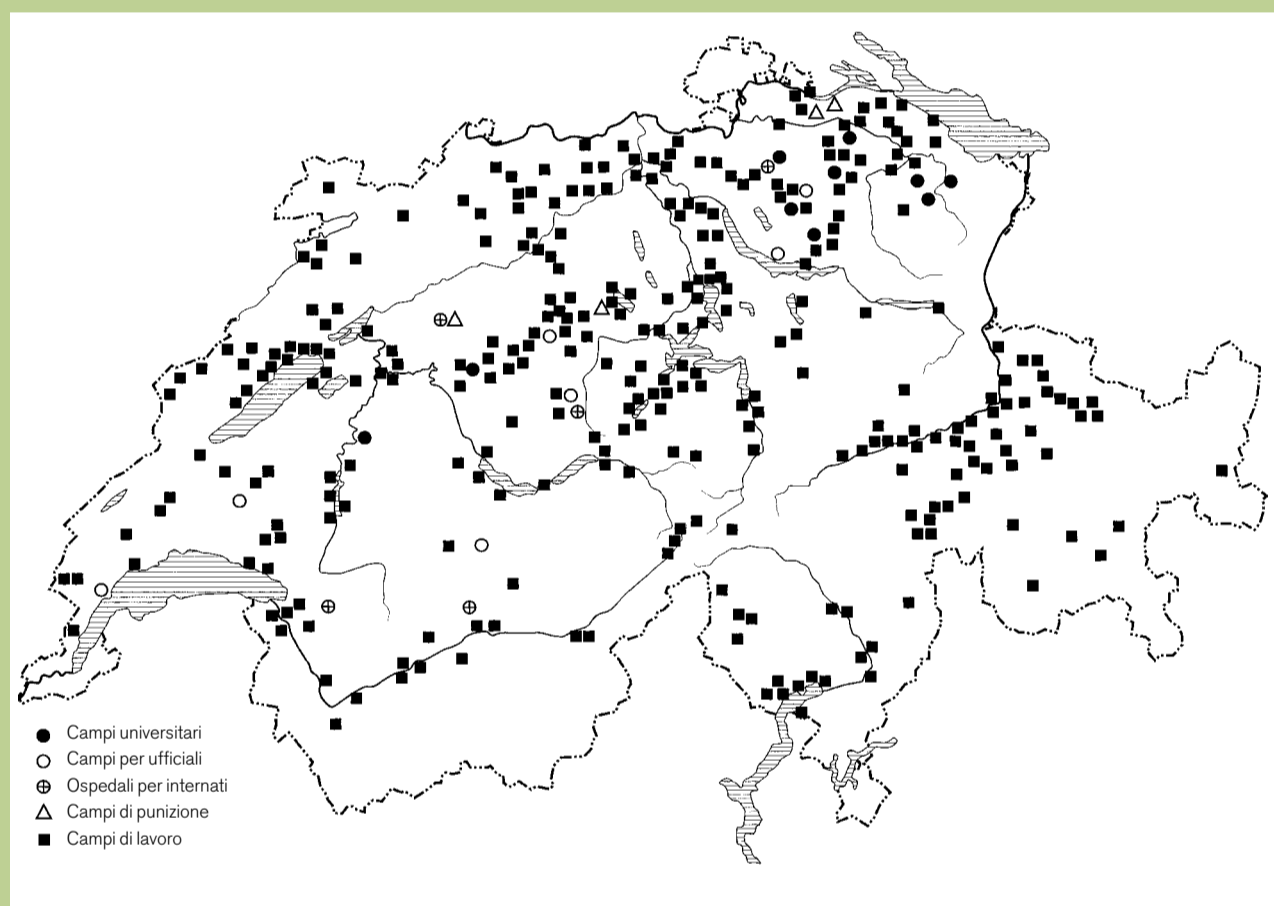 Campi universitari
Campi per ufficiali
Ospedali per internati
Campi di punizione
Campi di lavoro